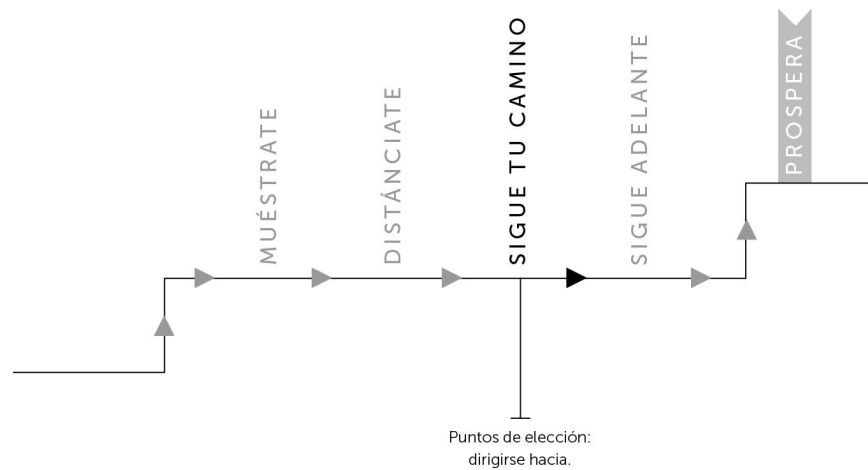 MUÉSTRATE
DISTÁNCIATE
SIGUE TU CAMINO
SIGUE ADELANTE
PROSPERA
Puntos de elección:
dirigirse hacia.